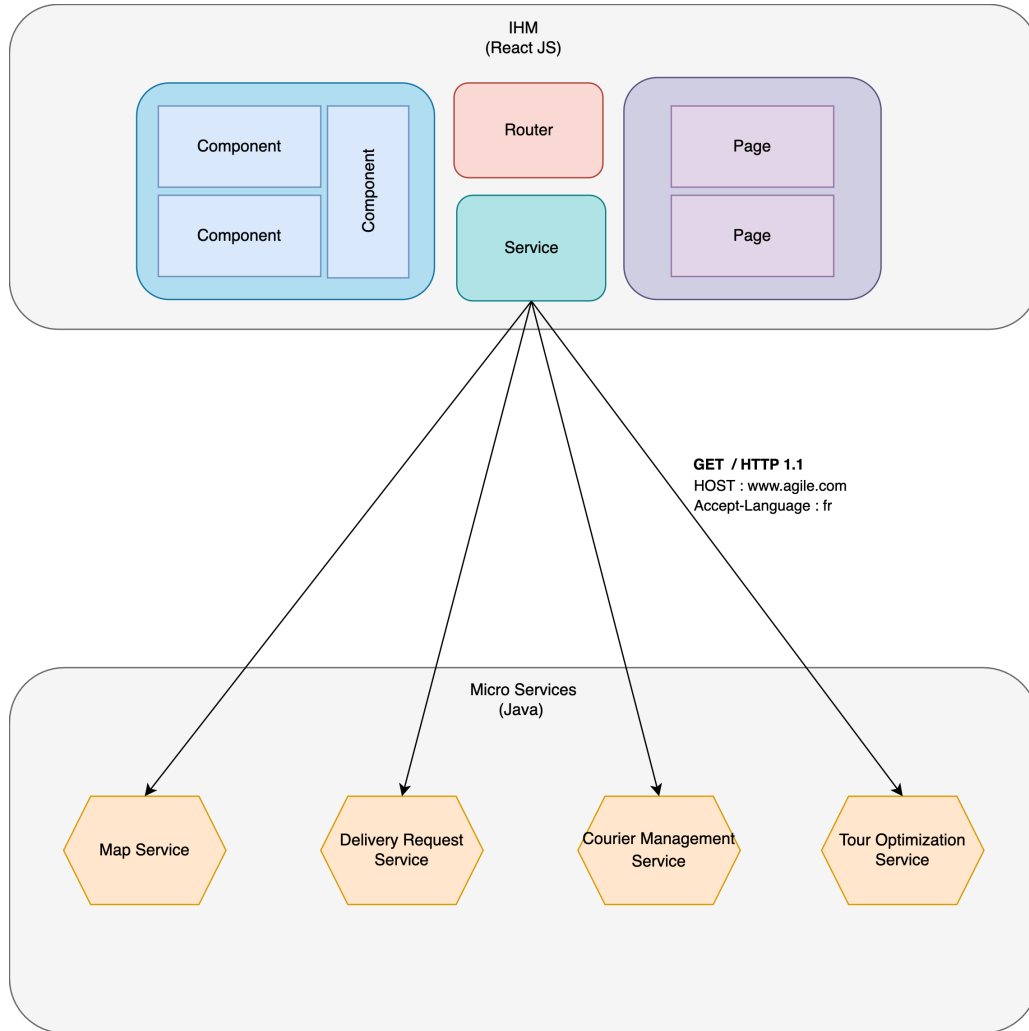 IHM
(React JS)
Component
Component
Component
Router
Service
Page
Page
GET / HTTP 1.1
HOST : www.agile.com
Accept-Language : fr
Micro Services
(Java)
Map Service
Delivery Request
Service
Courier Management
Service
Tour Optimization
Service